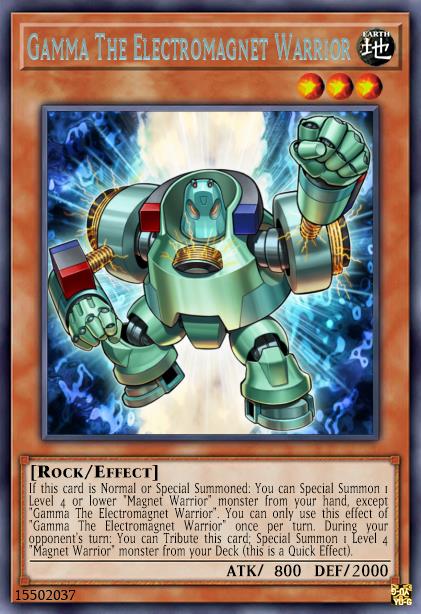 GAMMA THE ELECTROMAGNET WARRIOR
EARTH
地
[ROCK/EFFECT]
If this card is Normal or Special Summoned: You can Special Summon 1
Level 4 or lower "Magnet Warrior" monster from your hand, except
"Gamma The Electromagnet Warrior". You can only use this effect of
"Gamma The Electromagnet Warrior" once per turn. During your
opponent's turn: You can Tribute this card; Special Summon 1 Level 4
"Magnet Warrior" monster from your Deck (this is a Quick Effect).
ATK/ 800 DEF/2000
15502037